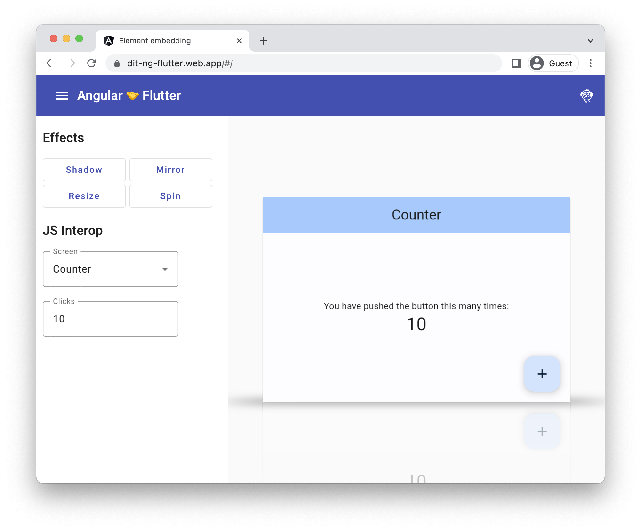 Element embedding
dit-ng-flutter.web.app/#/
Guest
Angular 🤝 Flutter
Effects
Shadow
Mirror
Resize
Spin
JS Interop
Screen
Counter
Clicks
10
Counter
You have pushed the button this many times:
10
+
+
10